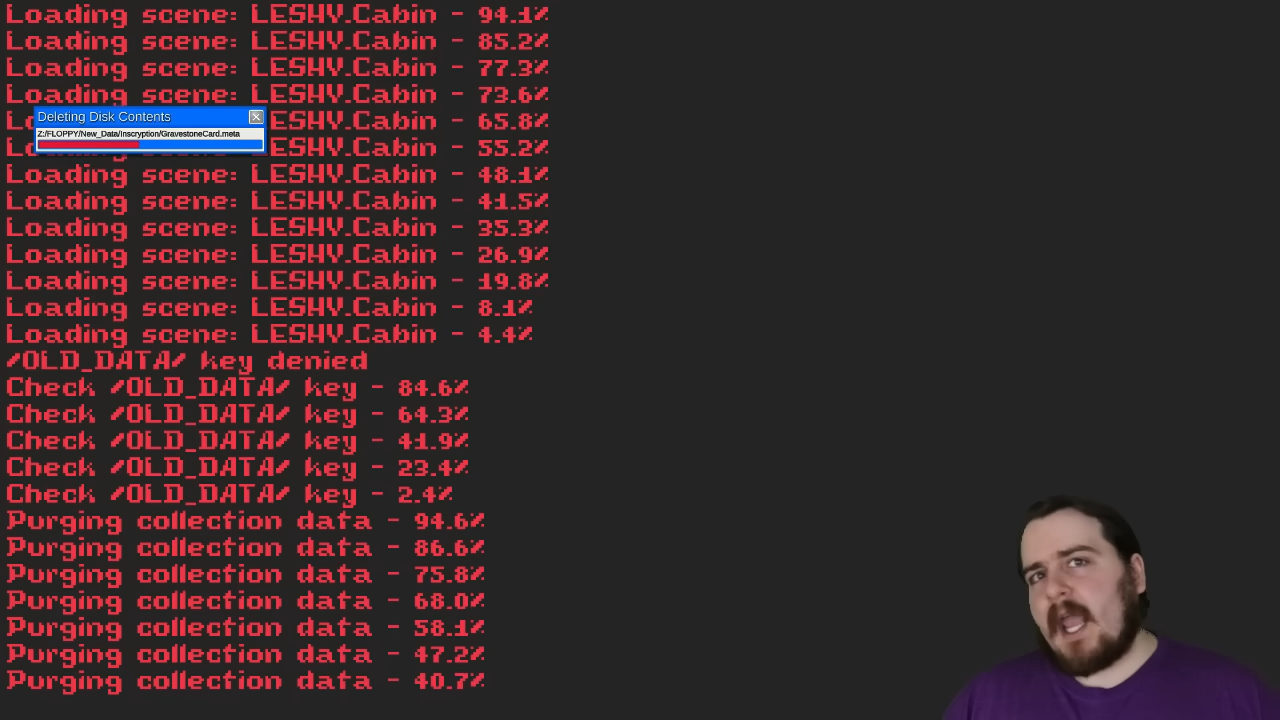 Loading scene: LESHY.Cabin - 94.1%
Loading scene: LESHY.Cabin - 85.2%
Loading scene: LESHY.Cabin - 77.3%
Loading scene: LESHY.Cabin - 73.6%
Deleting Disk Contents
Z:/FLOPPY/New_Data/Inscryption/GravestoneCard.meta
scene: LESHY.Cabin - 65.8%
Loading scene: LESHY.Cabin - 55.2%
Loading scene: LESHY.Cabin - 48.1%
Loading scene: LESHY.Cabin - 41.5%
Loading scene: LESHY.Cabin - 35.3%
Loading scene: LESHY.Cabin - 26.9%
Loading scene: LESHY.Cabin - 19.8%
Loading scene: LESHY.Cabin - 8.1%
Loading scene: LESHY.Cabin - 4.4%
/OLD_DATA/ key denied
Check /OLD_DATA/ key - 84.6%
Check /OLD_DATA/ key - 64.3%
Check /OLD_DATA/ key - 41.9%
Check /OLD_DATA/ key - 23.4%
Check /OLD_DATA/ key - 2.4%
Purging collection data - 94.6%
Purging collection data - 86.6%
Purging collection data - 75.8%
Purging collection data - 68.0%
Purging collection data - 58.1%
Purging collection data - 47.2%
Purging collection data - 40.7%